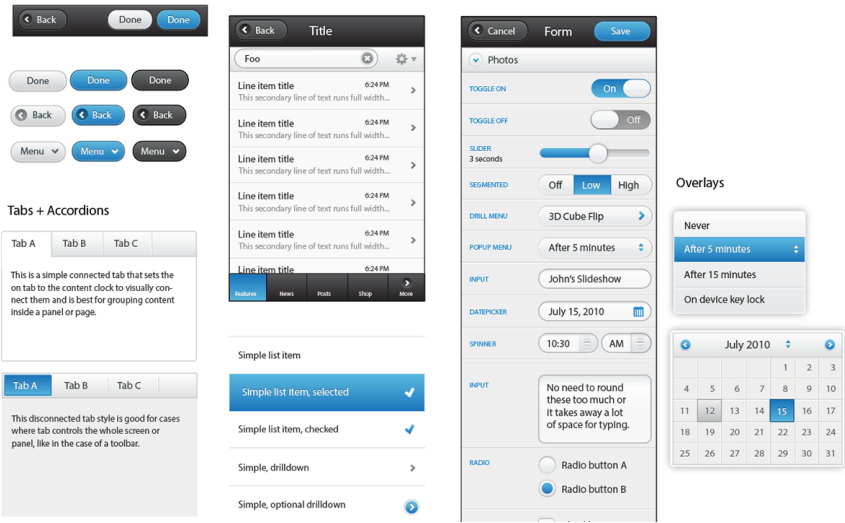 Back
Done
Done
Done
Done
Done
Back
Back
Back
Menu
Menu
Menu
Tabs + Accordions
Tab A
Tab B
Tab C
This is a simple connected tab that sets the
on tab to the content clock to visually con-
nect them and is best for grouping content
inside a panel or page.
Tab A
Tab B
Tab C
This disconnected tab style is good for cases
where tab controls the whole screen or
panel, like in the case of a toolbar.
Back
Title
Foo
Line item title 6:24 PM
This secondary line of text runs full width...
Line item title 6:24 PM
This secondary line of text runs full width...
Line item title 6:24 PM
This secondary line of text runs full width...
Line item title 6:24 PM
This secondary line of text runs full width...
Line item title 6:24 PM
This secondary line of text runs full width...
Line item title 6:24 PM
Features
News
Posts
Shop
More
Simple list item
Simple list item, selected
Simple list item, checked
Simple, drilldown
Simple, optional drilldown
Cancel
Form
Save
Photos
TOGGLE ON
On
TOGGLE OFF
Off
SLIDER
3 seconds
SEGMENTED
Off
Low
High
DRILL MENU
3D Cube Flip
POPUP MENU
After 5 minutes
INPUT
John's Slideshow
DATEPICKER
July 15, 2010
SPINNER
10:30
AM
INPUT
No need to round
these too much or
it takes away a lot
of space for typing.
RADIO
Radio button A
Radio button B
Overlays
Never
After 5 minutes
After 15 minutes
On device key lock
July 2010
1 2 3
4 5 6 7 8 9 10
11 12 13 14 15 16 17
18 19 20 21 22 23 24
25 26 27 28 29 30 31